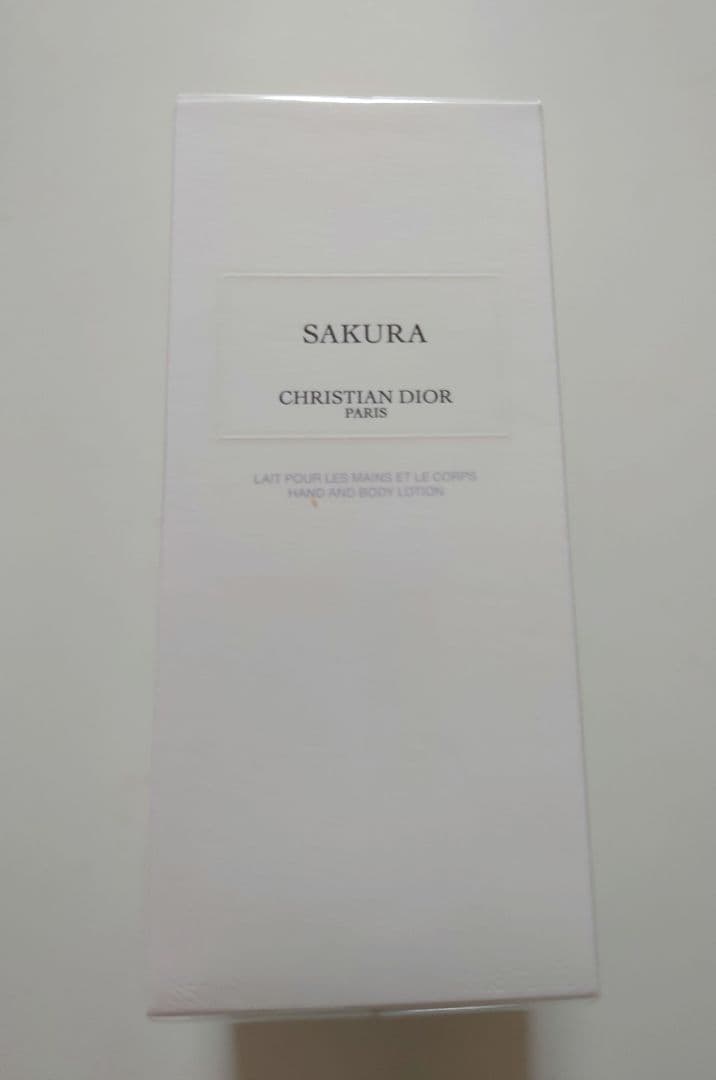 SAKURA
CHRISTIAN DIOR
PARIS
LAIT POUR LES MAINS ET LE CORPS
HAND AND BODY LOTION